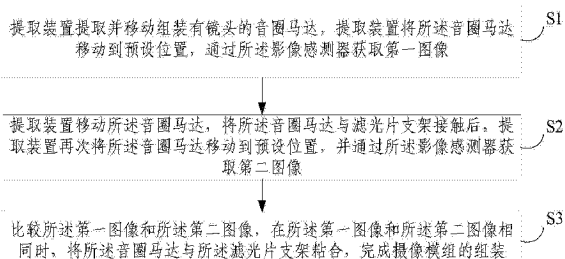 提取装置提取并移动组装有镜头的音圈马达，提取装置将所述音圈马达
移动到预设位置，通过所述影像感测器获取第一图像
S1
提取装置移动所述音圈马达，将所述音圈马达与滤光片支架接触后，提
取装置再次将所述音圈马达移动到预设位置，并通过所述影像感测器获
取第二图像
S2
比较所述第一图像和所述第二图像，在所述第一图像和所述第二图像相
同时，将所述音圈马达与所述滤光片支架粘合，完成摄像模组的组装
S3